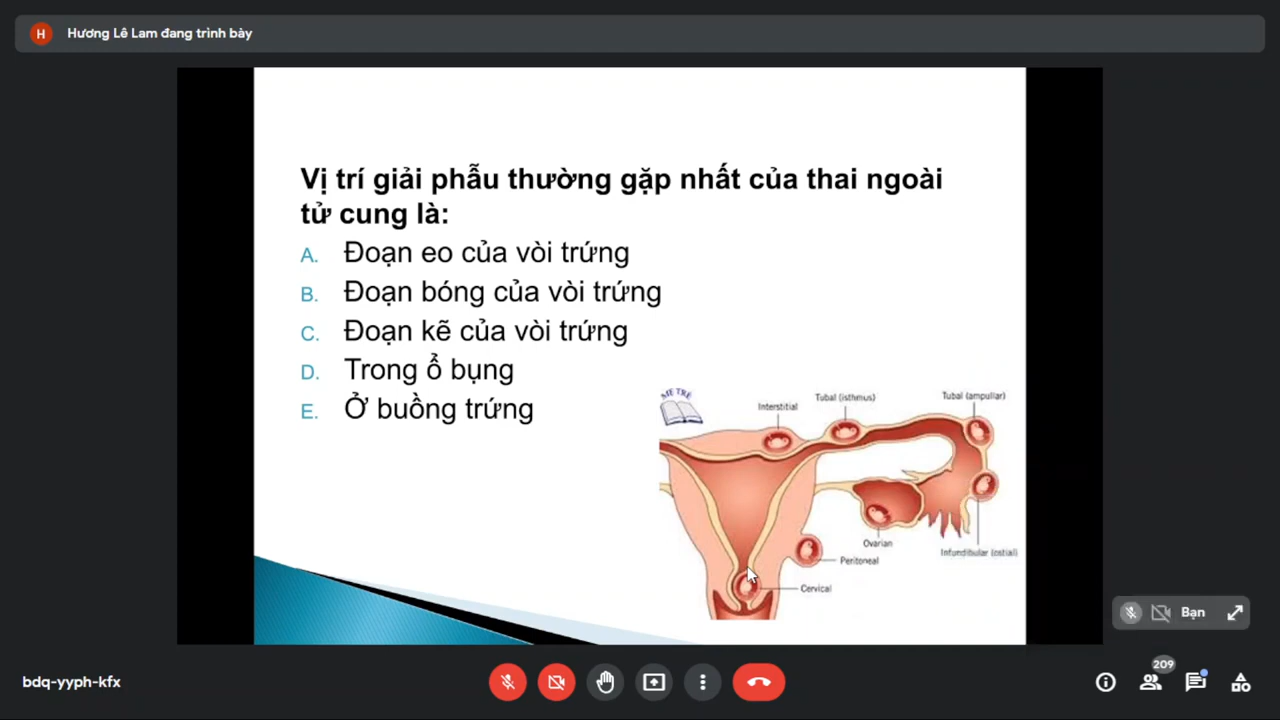 H
Hương Lê Lam đang trình bày
Vị trí giải phẫu thường gặp nhất của thai ngoài
tử cung là:
A. Đoạn eo của vòi trứng
B. Đoạn bóng của vòi trứng
C. Đoạn kẽ của vòi trứng
D. Trong ổ bụng
E. Ở buồng trứng
MẸ TRẺ
Interstitial
Tubal (isthmus)
Tubal (ampullar)
Ovarian
Infundibular (ostial)
Peritoneal
Cervical
Bạn
bdq-yyph-kfx
209